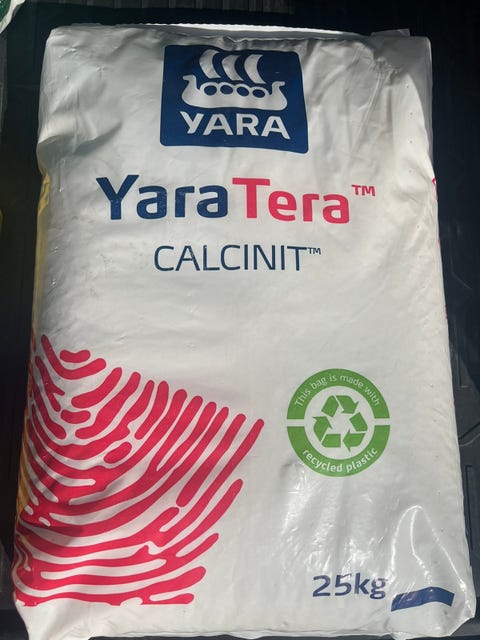 YARA
YaraTera™
CALCINIT™
This bag is made with
recycled plastic
25kg